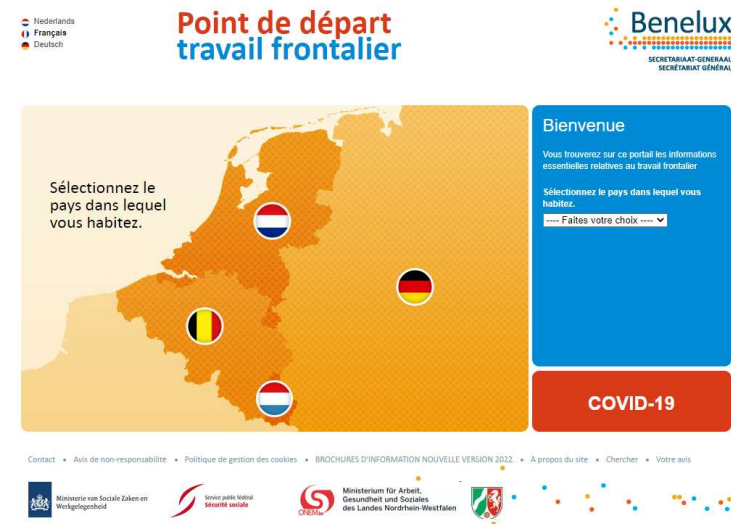 Nederlands
Français
Deutsch
Point de départ
travail frontalier
Benelux
SECRETARIAAT-GENERAAL
SECRÉTARIAT GÉNÉRAL
Sélectionnez le
pays dans lequel
vous habitez.
Bienvenue
Vous trouverez sur ce portail les informations
essentielles relatives au travail frontalier
Sélectionnez le pays dans lequel vous
habitez.
---- Faites votre choix ----
COVID-19
Contact • Avis de non-responsabilité • Politique de gestion des cookies • BROCHURES D'INFORMATION NOUVELLE VERSION 2022 • À propos du site • Chercher • Votre avis
Ministerie van Sociale Zaken en
Werkgelegenheid
Service public fédéral
Sécurité sociale
ONEM.be
Ministerium für Arbeit,
Gesundheit und Soziales
des Landes Nordrhein-Westfalen